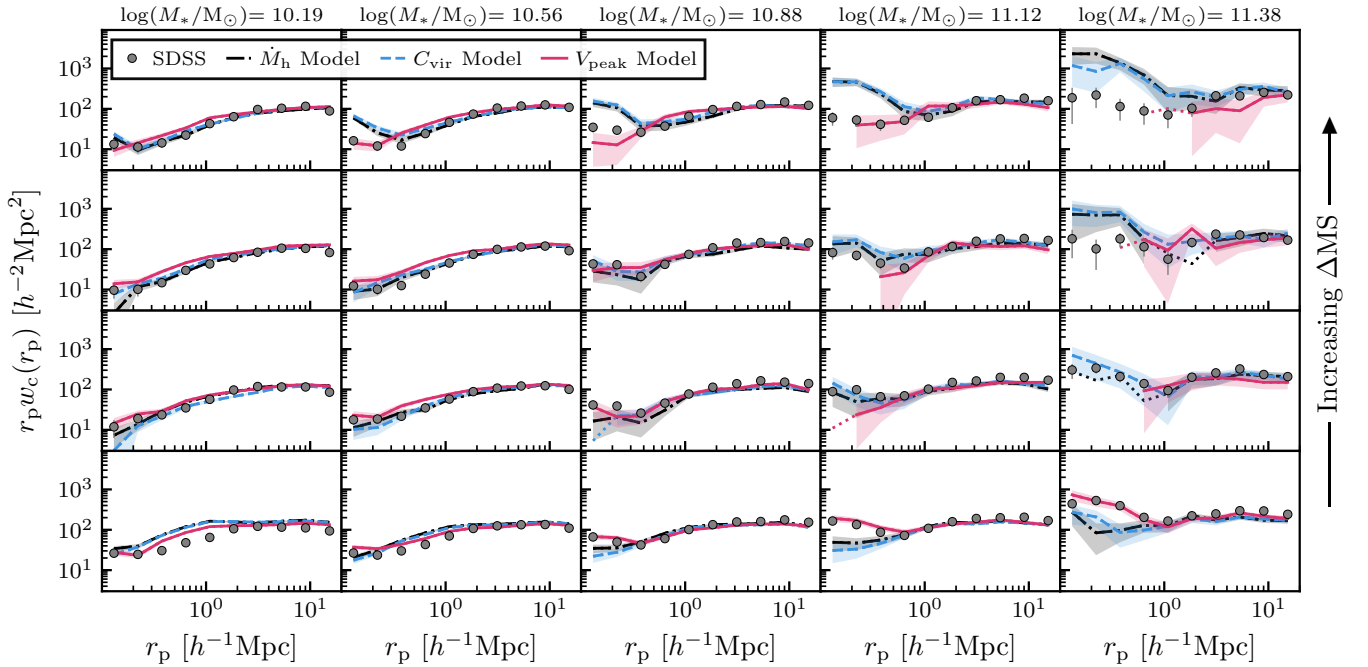 log(M*/M⊙)= 10.19 log(M*/M⊙)= 10.56 log(M*/M⊙)= 10.88 log(M*/M⊙)= 11.12 log(M*/M⊙)= 11.38
SDSS Ṁh Model Cvir Model Vpeak Model
10³
10²
10¹
10³
10²
10¹
10³
10²
10¹
10³
10²
10¹
rp wc(rp) [h⁻²Mpc²]
Increasing ΔMS
10⁰ 10¹ 10⁰ 10¹ 10⁰ 10¹ 10⁰ 10¹ 10⁰ 10¹
rp [h⁻¹Mpc] rp [h⁻¹Mpc] rp [h⁻¹Mpc] rp [h⁻¹Mpc] rp [h⁻¹Mpc]